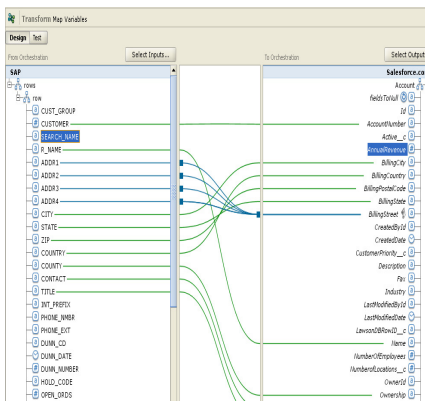 Transform Map Variables
Design Test
From Orchestration
Select Inputs...
To Orchestration
Select Output
SAP
Salesforce.co
rows
row
CUST_GROUP
CUSTOMER
SEARCH_NAME
R_NAME
ADDR1
ADDR2
ADDR3
ADDR4
CITY
STATE
ZIP
COUNTRY
COUNTY
CONTACT
TITLE
INT_PREFIX
PHONE_NMBR
PHONE_EXT
DUNN_CD
DUNN_DATE
DUNN_NUMBER
HOLD_CODE
OPEN_ORDS
Account
fieldsToNull
Id
AccountNumber
Active__c
AnnualRevenue
BillingCity
BillingCountry
BillingPostalCode
BillingState
BillingStreet
CreatedById
CreatedDate
CustomerPriority__c
Description
Fax
Industry
LastModifiedById
LastModifiedDate
LawsonDBRowID__c
Name
NumberOfEmployees
NumberofLocations__c
OwnerId
Ownership